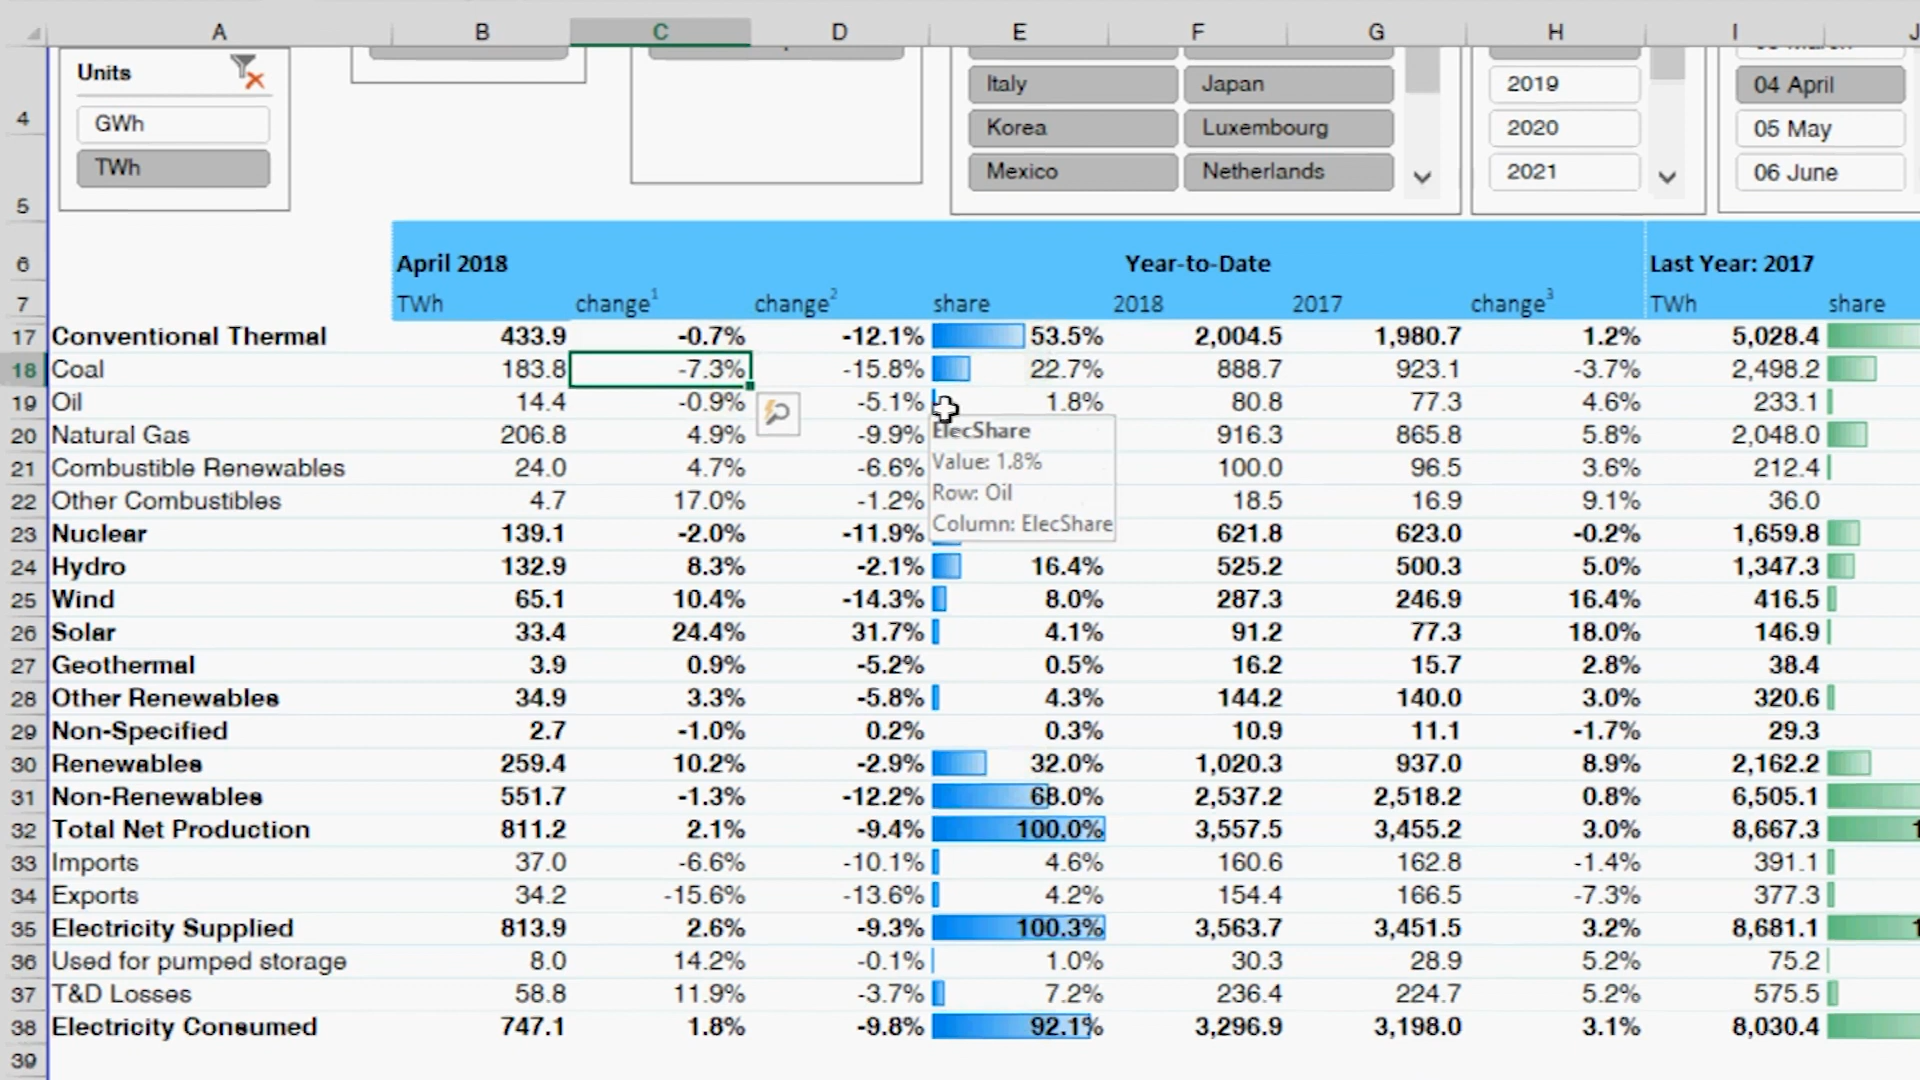 A B C D E F G H I J
Units
GWh
TWh
Italy Japan
Korea Luxembourg
Mexico Netherlands
2019
2020
2021
04 April
05 May
06 June
4
5
6 April 2018 Year-to-Date Last Year: 2017
7 TWh change1 change2 share 2018 2017 change3 TWh share
17 Conventional Thermal 433.9 -0.7% -12.1% 53.5% 2,004.5 1,980.7 1.2% 5,028.4
18 Coal 183.8 -7.3% -15.8% 22.7% 888.7 923.1 -3.7% 2,498.2
19 Oil 14.4 -0.9% -5.1% 1.8% 80.8 77.3 4.6% 233.1
20 Natural Gas 206.8 4.9% -9.9% 916.3 865.8 5.8% 2,048.0
21 Combustible Renewables 24.0 4.7% -6.6% 100.0 96.5 3.6% 212.4
22 Other Combustibles 4.7 17.0% -1.2% 18.5 16.9 9.1% 36.0
ElecShare
Value: 1.8%
Row: Oil
Column: ElecShare
23 Nuclear 139.1 -2.0% -11.9% 621.8 623.0 -0.2% 1,659.8
24 Hydro 132.9 8.3% -2.1% 16.4% 525.2 500.3 5.0% 1,347.3
25 Wind 65.1 10.4% -14.3% 8.0% 287.3 246.9 16.4% 416.5
26 Solar 33.4 24.4% 31.7% 4.1% 91.2 77.3 18.0% 146.9
27 Geothermal 3.9 0.9% -5.2% 0.5% 16.2 15.7 2.8% 38.4
28 Other Renewables 34.9 3.3% -5.8% 4.3% 144.2 140.0 3.0% 320.6
29 Non-Specified 2.7 -1.0% 0.2% 0.3% 10.9 11.1 -1.7% 29.3
30 Renewables 259.4 10.2% -2.9% 32.0% 1,020.3 937.0 8.9% 2,162.2
31 Non-Renewables 551.7 -1.3% -12.2% 68.0% 2,537.2 2,518.2 0.8% 6,505.1
32 Total Net Production 811.2 2.1% -9.4% 100.0% 3,557.5 3,455.2 3.0% 8,667.3
33 Imports 37.0 -6.6% -10.1% 4.6% 160.6 162.8 -1.4% 391.1
34 Exports 34.2 -15.6% -13.6% 4.2% 154.4 166.5 -7.3% 377.3
35 Electricity Supplied 813.9 2.6% -9.3% 100.3% 3,563.7 3,451.5 3.2% 8,681.1
36 Used for pumped storage 8.0 14.2% -0.1% 1.0% 30.3 28.9 5.2% 75.2
37 T&D Losses 58.8 11.9% -3.7% 7.2% 236.4 224.7 5.2% 575.5
38 Electricity Consumed 747.1 1.8% -9.8% 92.1% 3,296.9 3,198.0 3.1% 8,030.4
39